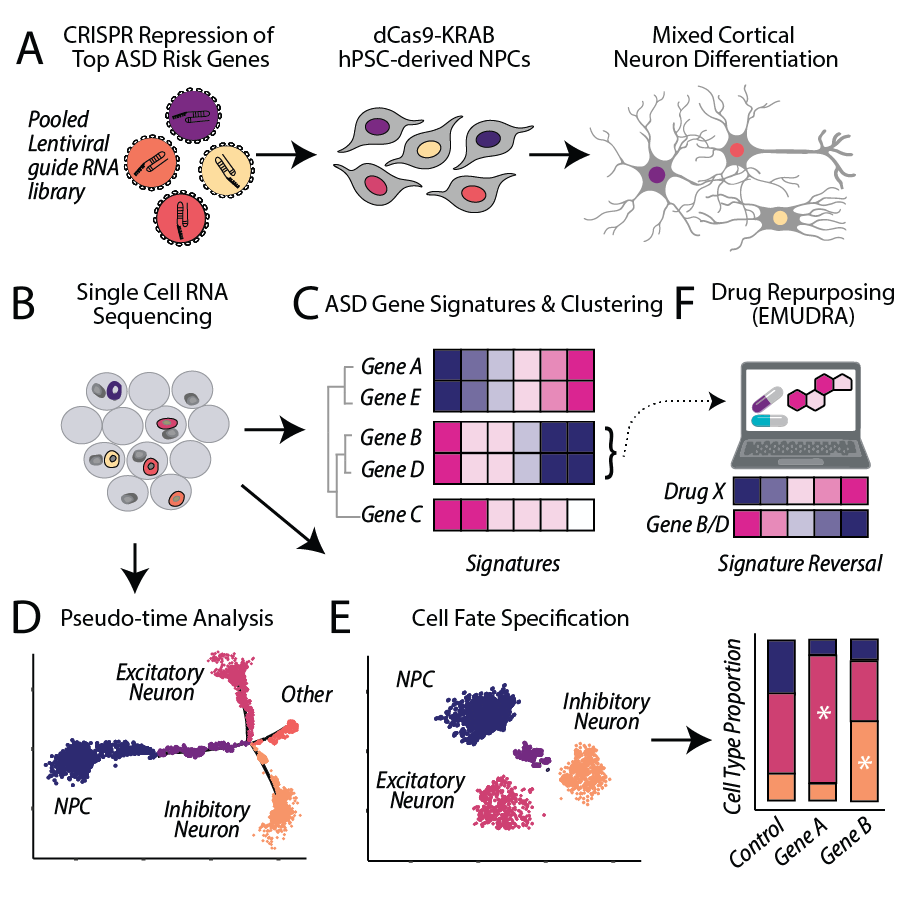 A
CRISPR Repression of
Top ASD Risk Genes
dCas9-KRAB
hPSC-derived NPCs
Mixed Cortical
Neuron Differentiation
Pooled
Lentiviral
guide RNA
library
B
Single Cell RNA
Sequencing
C
ASD Gene Signatures & Clustering
Gene A
Gene E
Gene B
Gene D
Gene C
Signatures
F
Drug Repurposing
(EMUDRA)
Drug X
Gene B/D
Signature Reversal
D
Pseudo-time Analysis
Excitatory
Neuron
Other
NPC
Inhibitory
Neuron
E
Cell Fate Specification
NPC
Inhibitory
Neuron
Excitatory
Neuron
Cell Type Proportion
*
*
Control
Gene A
Gene B